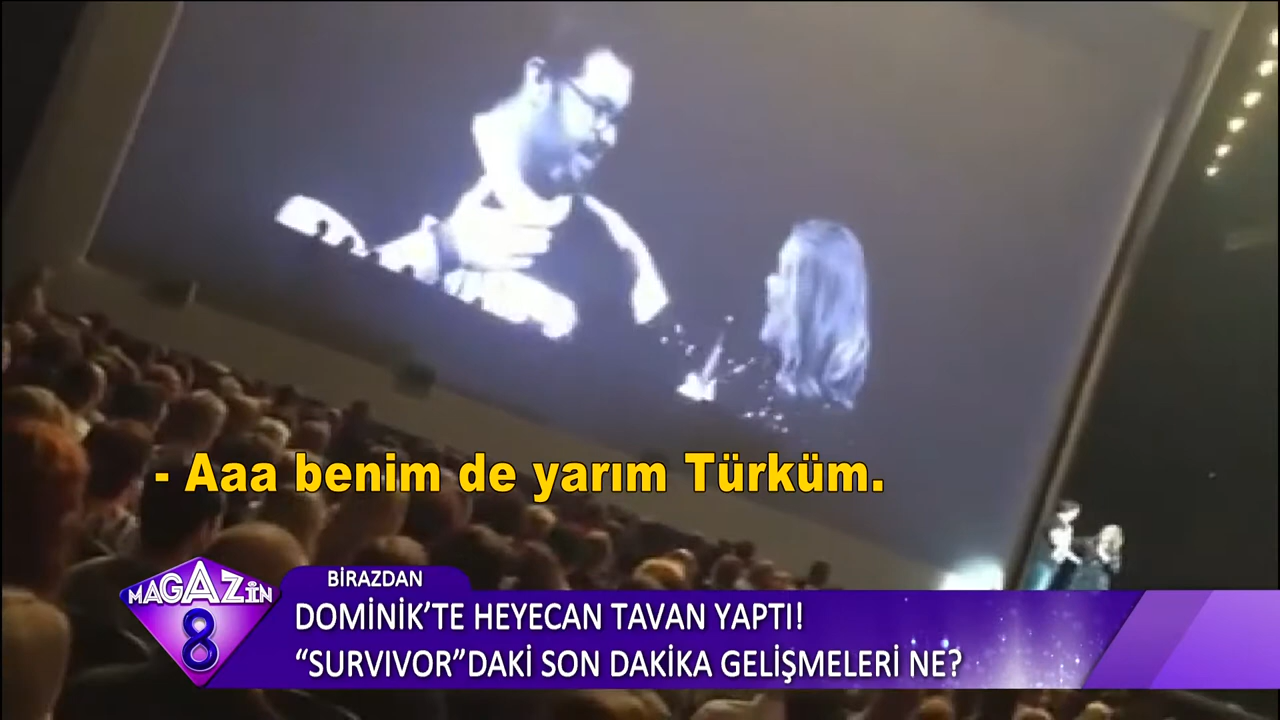 - Aaa benim de yarım Türküm.
MAGAZİN
8
BİRAZDAN
DOMİNİK’TE HEYECAN TAVAN YAPTI!
“SURVIVOR”DAKİ SON DAKİKA GELİŞMELERİ NE?